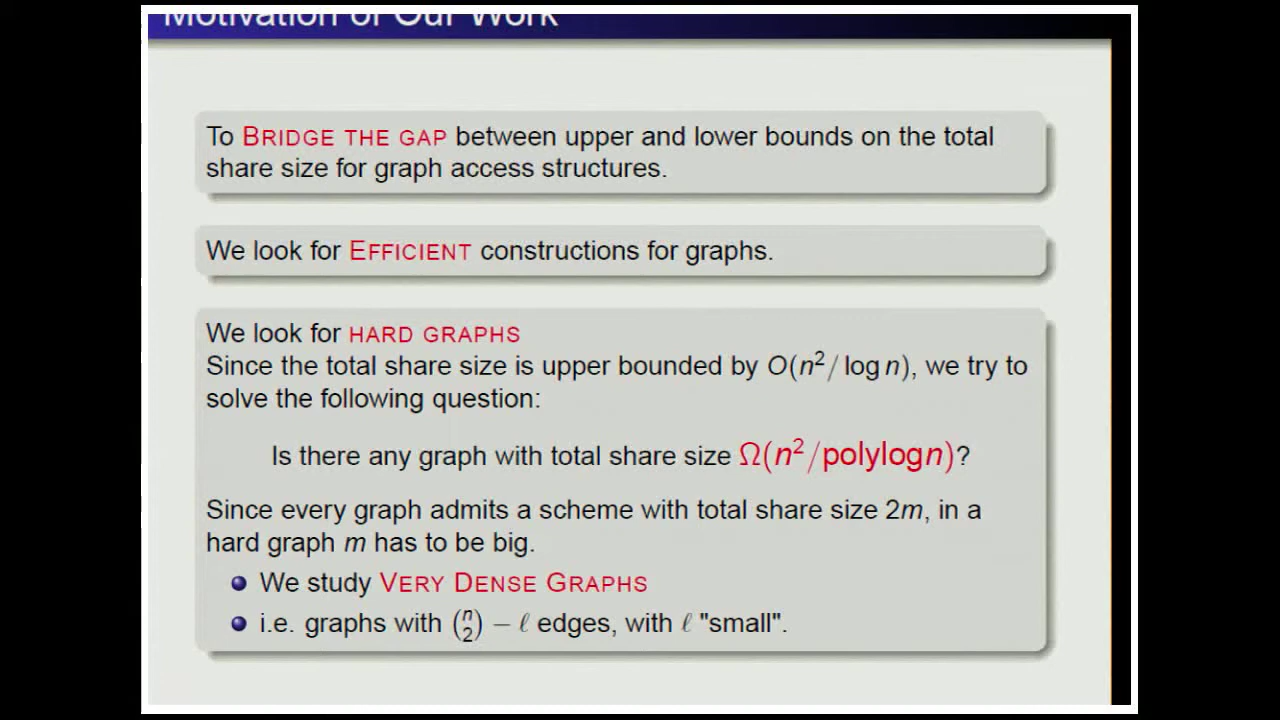 Motivation of Our Work
To BRIDGE THE GAP between upper and lower bounds on the total
share size for graph access structures.
We look for EFFICIENT constructions for graphs.
We look for HARD GRAPHS
Since the total share size is upper bounded by O(n²/ log n), we try to
solve the following question:
Is there any graph with total share size Ω(n²/polylogn)?
Since every graph admits a scheme with total share size 2m, in a
hard graph m has to be big.
We study VERY DENSE GRAPHS
i.e. graphs with (n 2) − ℓ edges, with ℓ "small".